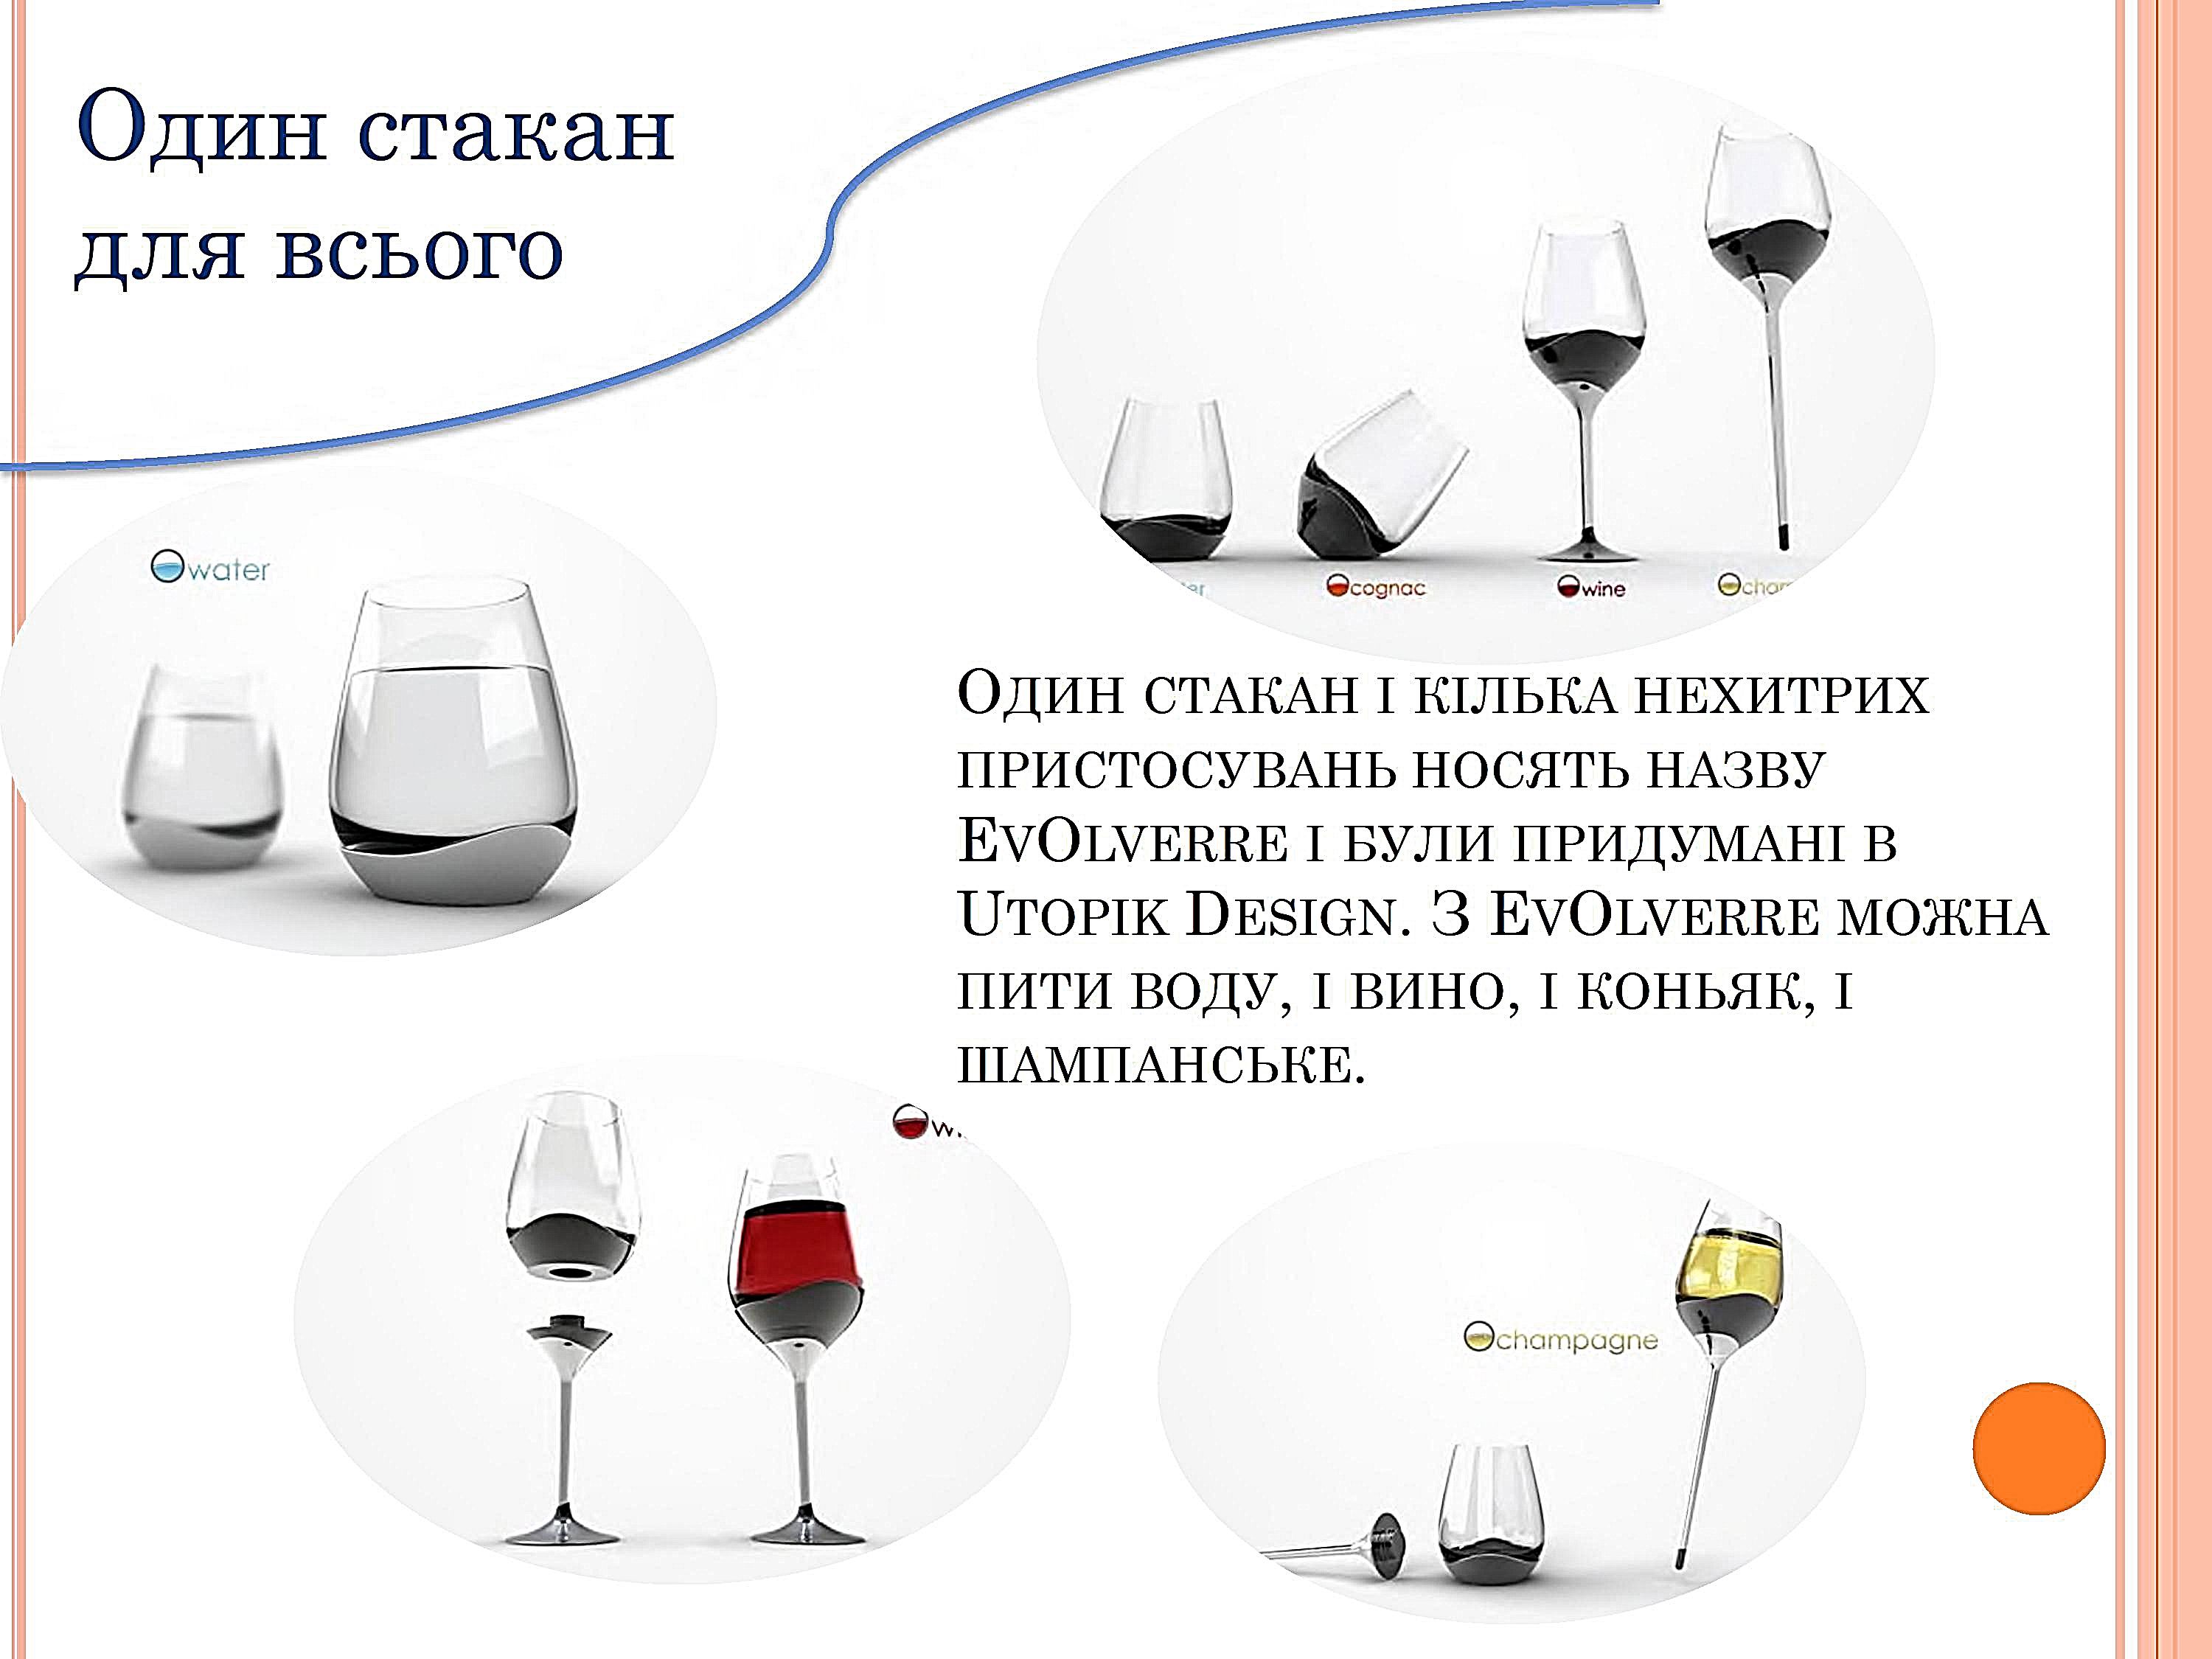 Один стакан
для всього
cognac
wine
water
Один стакан і кілька нехитрих
пристосувань носять назву
EvOlverre і були придумані в
Utopik Design. З EvOlverre можна
пити воду, і вино, і коньяк, і
шампанське.
champagne